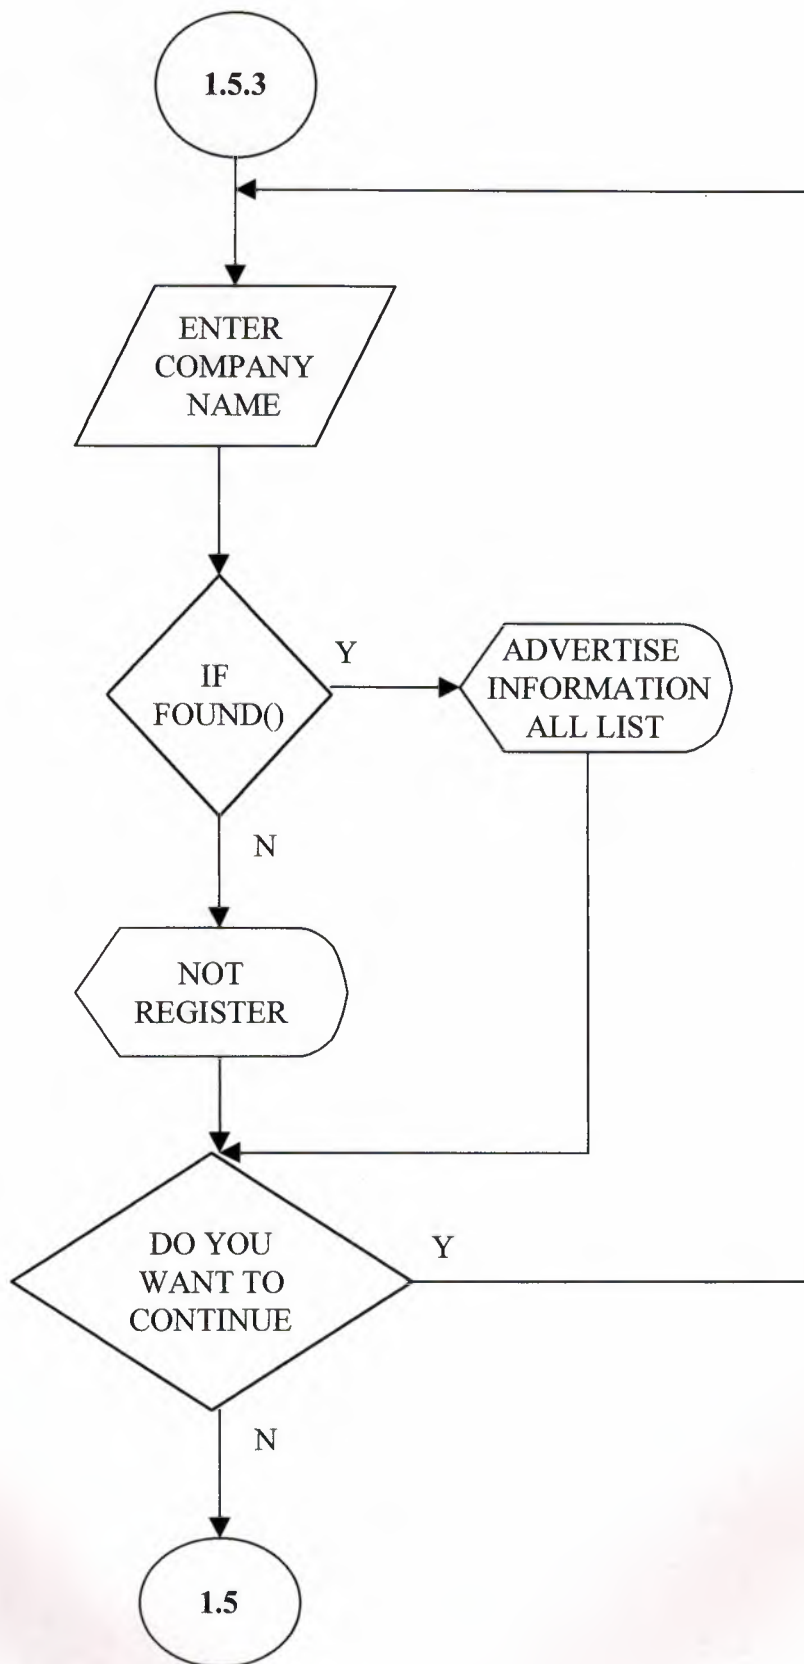 1.5.3
ENTER
COMPANY
NAME
IF
FOUND()
Y
ADVERTISE
INFORMATION
ALL LIST
N
NOT
REGISTER
DO YOU
WANT TO
CONTINUE
Y
N
1.5